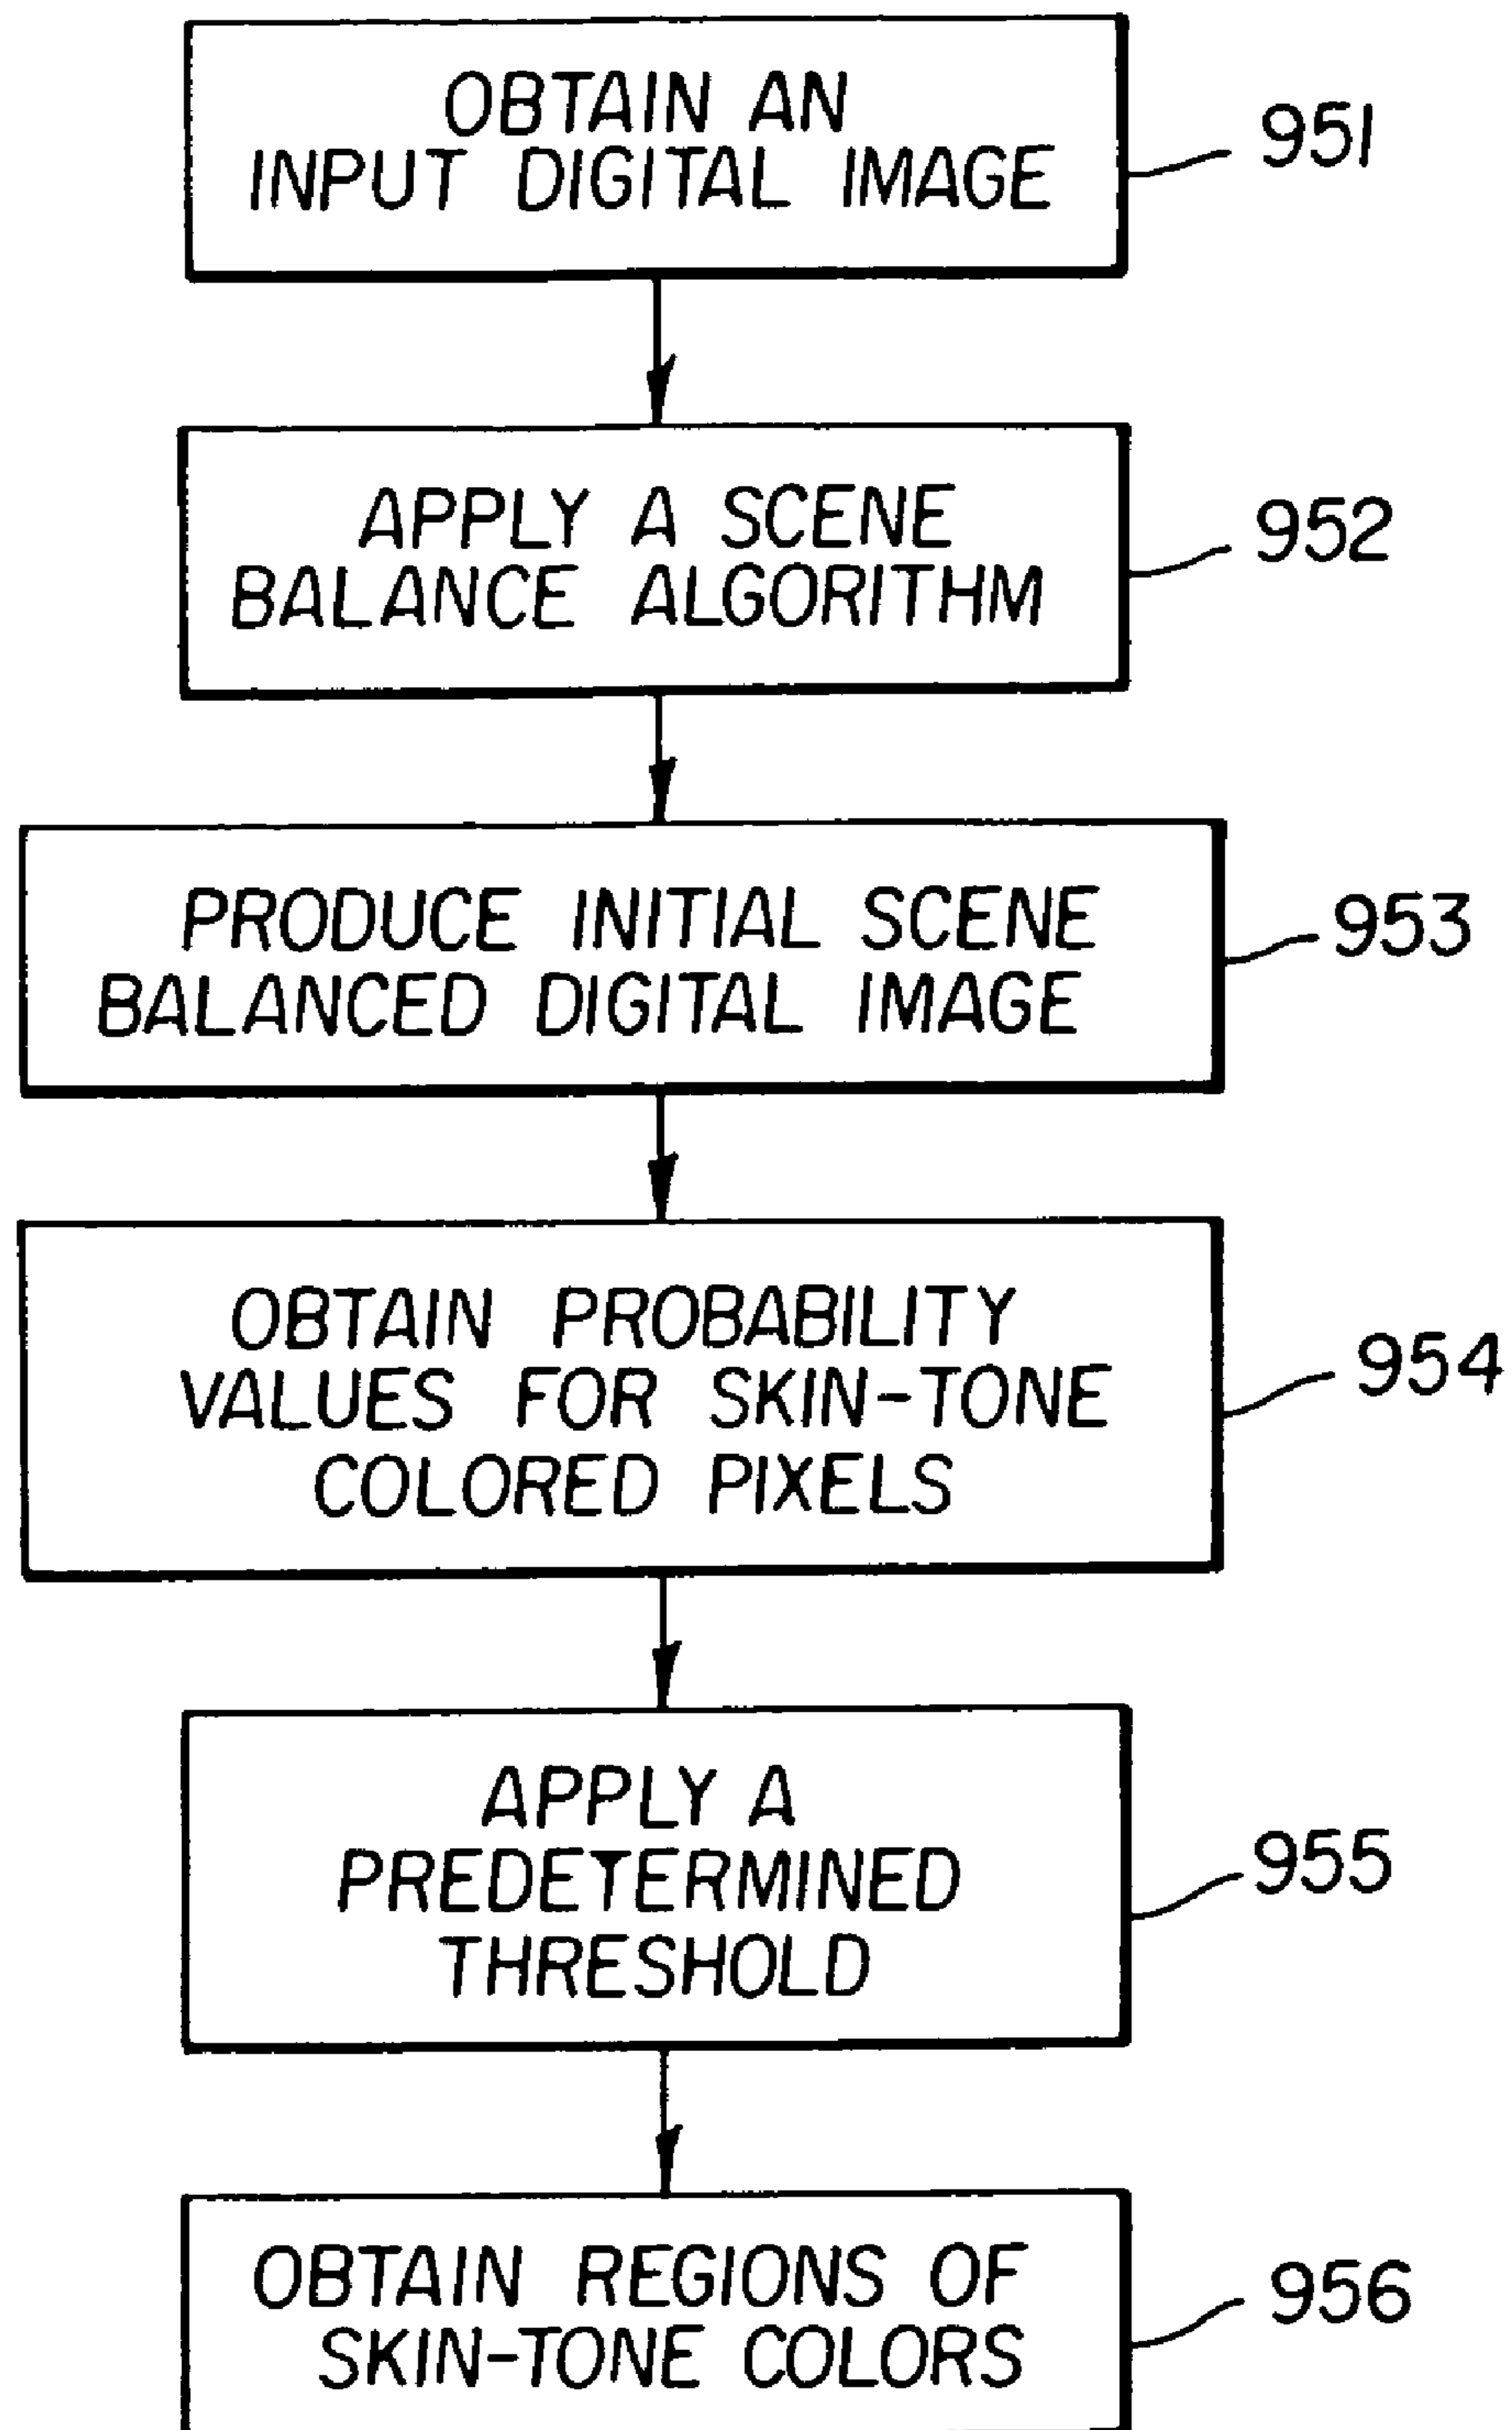 OBTAIN AN
INPUT DIGITAL IMAGE
951
APPLY A SCENE
BALANCE ALGORITHM
952
PRODUCE INITIAL SCENE
BALANCED DIGITAL IMAGE
953
OBTAIN PROBABILITY
VALUES FOR SKIN-TONE
COLORED PIXELS
954
APPLY A
PREDETERMINED
THRESHOLD
955
OBTAIN REGIONS OF
SKIN-TONE COLORS
956